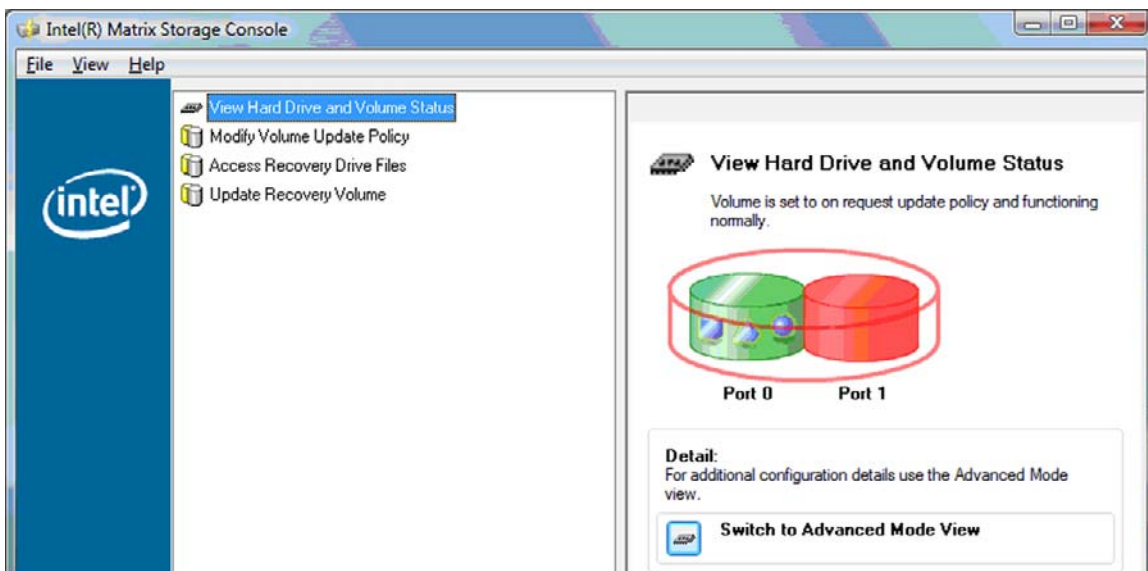 Intel(R) Matrix Storage Console
File View Help
View Hard Drive and Volume Status
Modify Volume Update Policy
Access Recovery Drive Files
Update Recovery Volume
intel
View Hard Drive and Volume Status
Volume is set to on request update policy and functioning
normally.
Port 0 Port 1
Detail:
For additional configuration details use the Advanced Mode
view.
Switch to Advanced Mode View